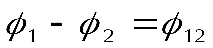 ϕ₁ - ϕ₂ = ϕ₁₂